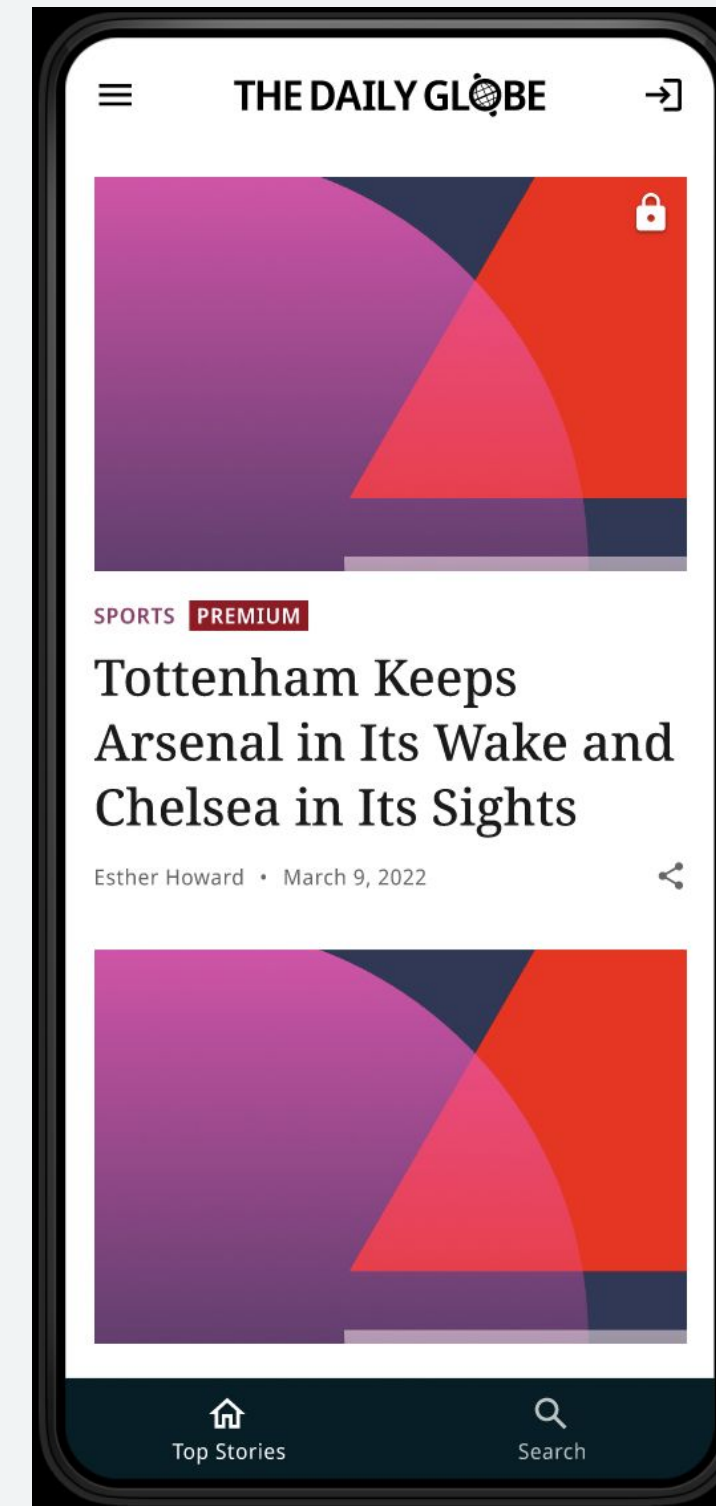 THE DAILY GLOBE
SPORTS PREMIUM
Tottenham Keeps
Arsenal in Its Wake and
Chelsea in Its Sights
Esther Howard • March 9, 2022
Top Stories Search